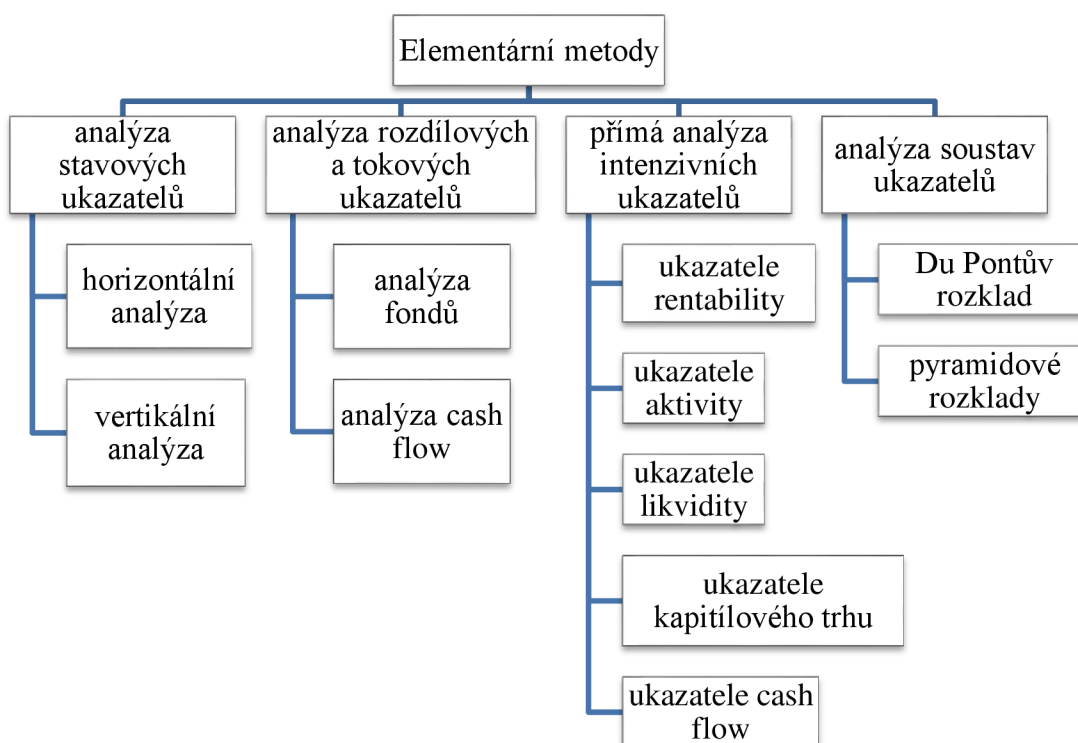 Elementární metody
analýza
stavových
ukazatelů
horizontální
analýza
vertikální
analýza
analýza rozdílových
a tokových
ukazatelů
analýza
fondů
analýza cash
flow
přímá analýza
intenzivních
ukazatelů
ukazatele
rentability
ukazatele
aktivity
ukazatele
likvidity
ukazatele
kapitílového trhu
ukazatele cash
flow
analýza soustav
ukazatelů
Du Pontův
rozklad
pyramidové
rozklady